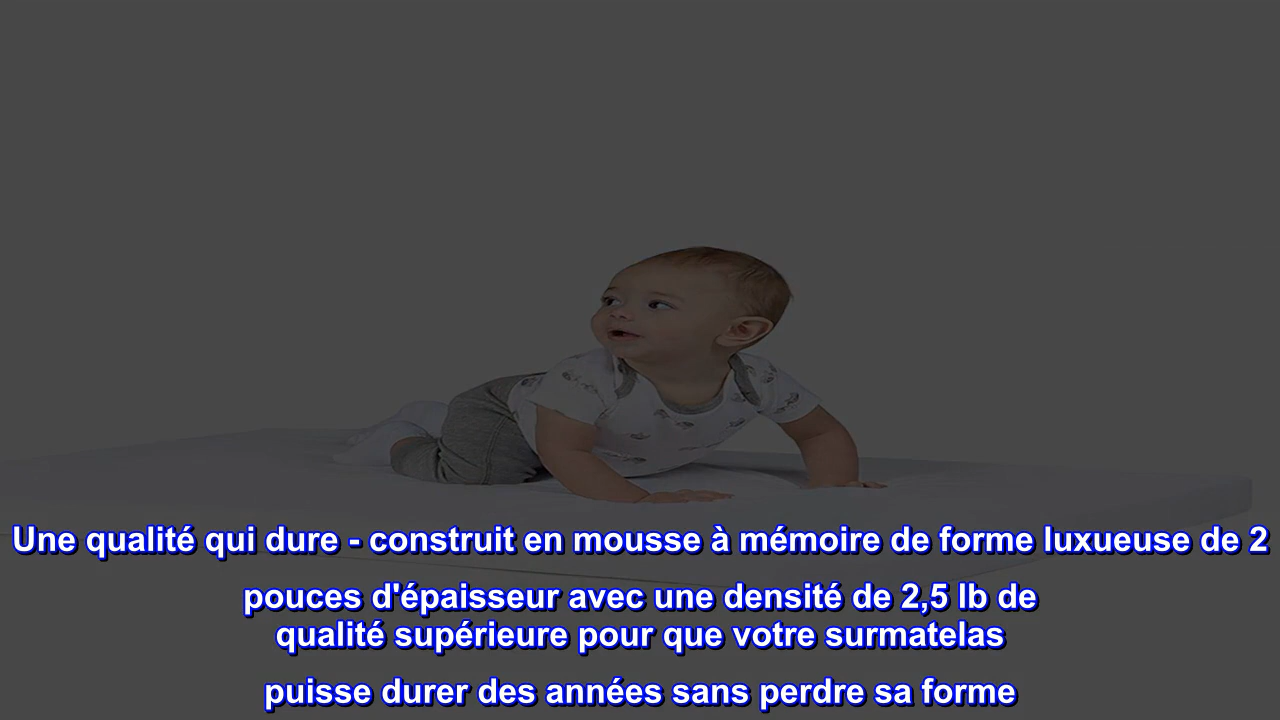 Une qualité qui dure - construit en mousse à mémoire de forme luxueuse de 2
pouces d'épaisseur avec une densité de 2,5 lb de
qualité supérieure pour que votre surmatelas
puisse durer des années sans perdre sa forme